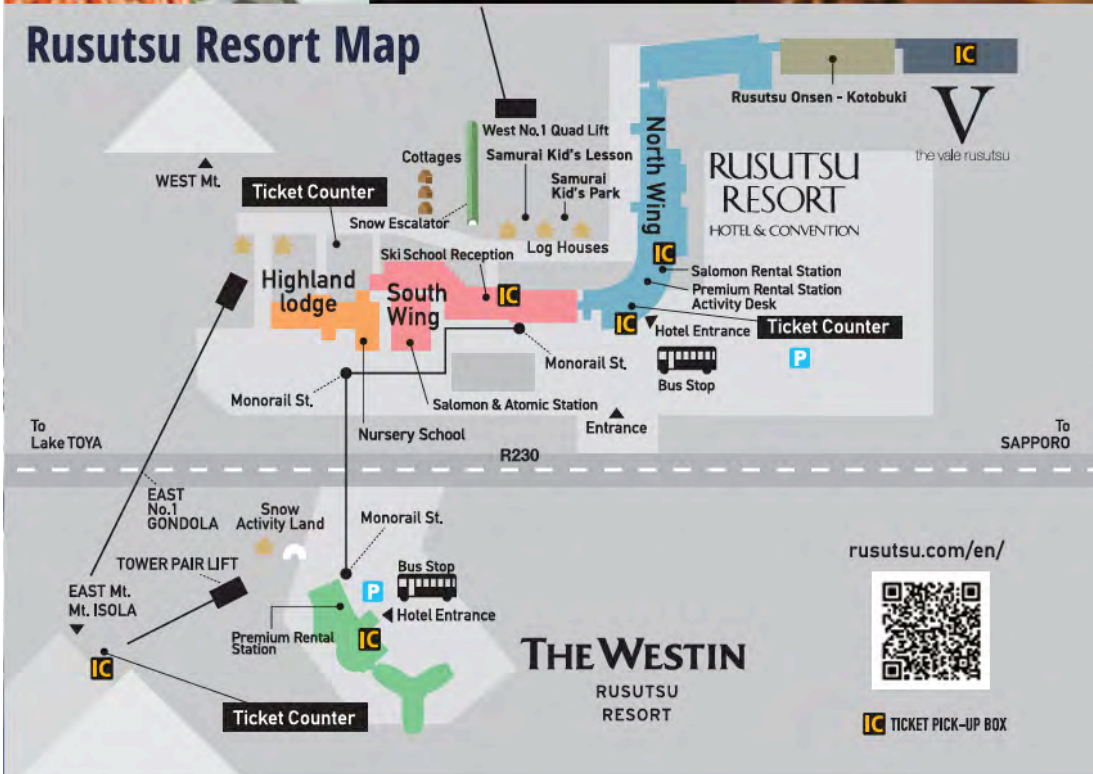 Rusutsu Resort Map
IC
Rusutsu Onsen - Kotobuki
V
the vale rusutsu
West No.1 Quad Lift
North Wing
Cottages
Samurai Kid's Lesson
Samurai
Kid's Park
RUSUTSU
RESORT
HOTEL & CONVENTION
WEST Mt.
Ticket Counter
Snow Escalator
Log Houses
Ski School Reception
IC
Salomon Rental Station
Highland
lodge
South
Wing
IC
Premium Rental Station
Activity Desk
IC
Hotel Entrance
Ticket Counter
P
Bus Stop
Monorail St.
Monorail St.
Salomon & Atomic Station
Nursery School
Entrance
To
Lake TOYA
To
SAPPORO
R230
EAST
No.1
GONDOLA
Snow
Activity Land
Monorail St.
TOWER PAIR LIFT
Bus Stop
P
Hotel Entrance
EAST Mt.
Mt. ISOLA
Premium Rental
Station
IC
IC
Ticket Counter
THE WESTIN
RUSUTSU
RESORT
rusutsu.com/en/
IC TICKET PICK-UP BOX